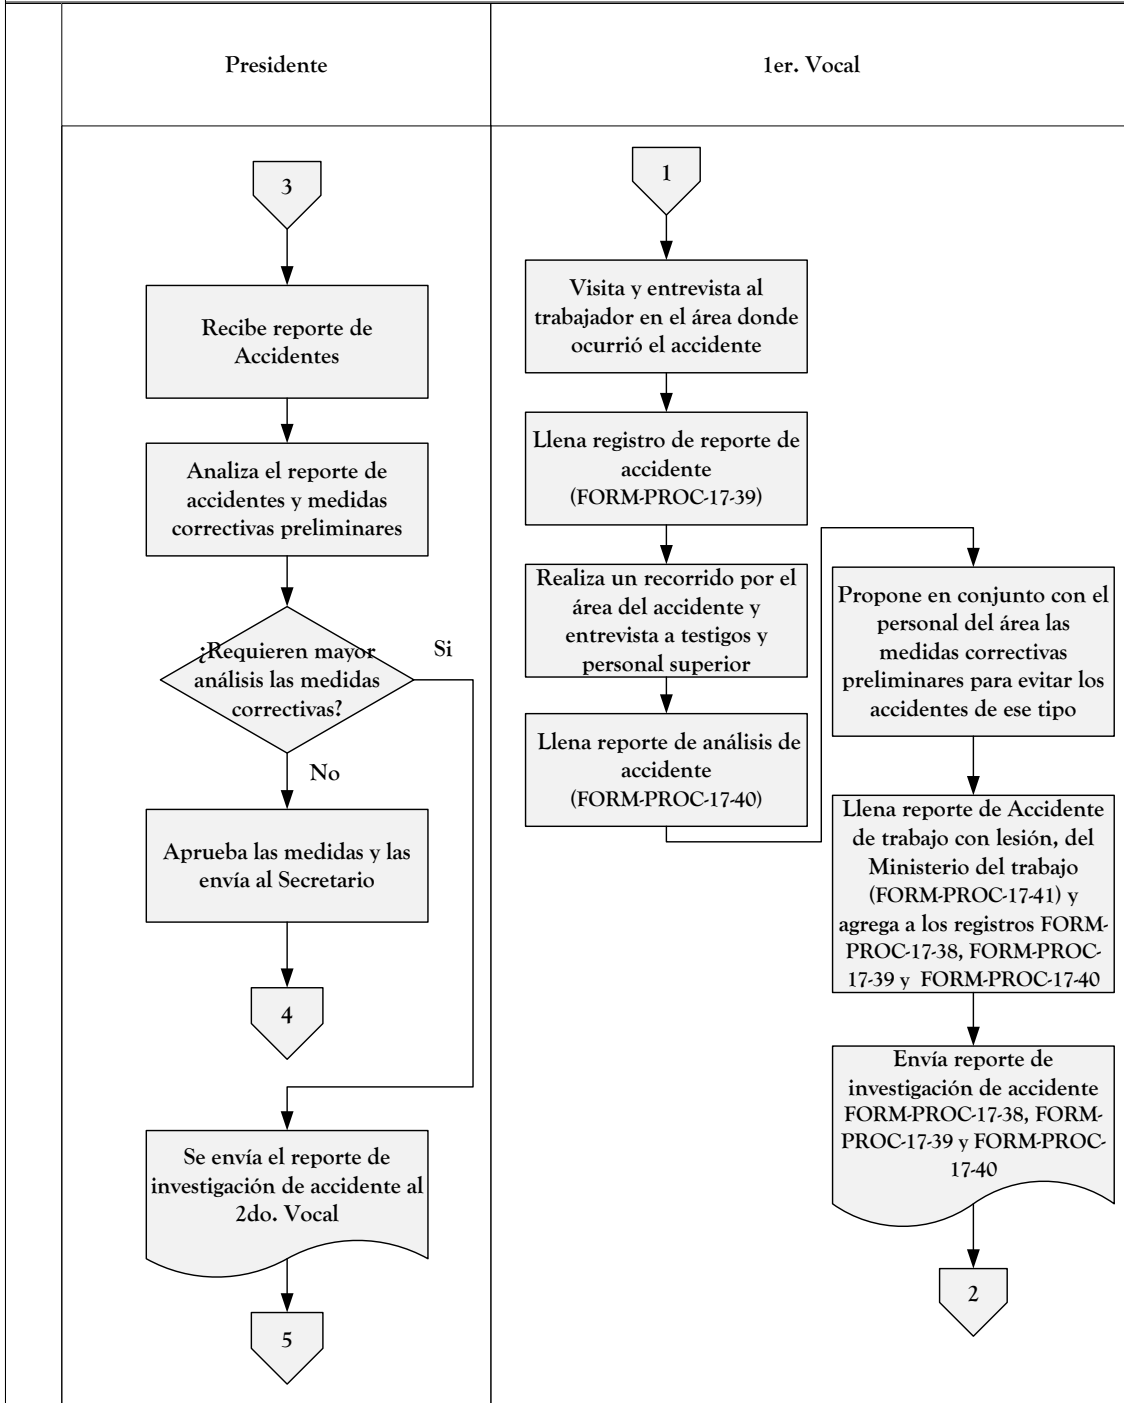 Presidente
1er. Vocal
3
Recibe reporte de
Accidentes
Analiza el reporte de
accidentes y medidas
correctivas preliminares
¿Requieren mayor
análisis las medidas
correctivas?
Si
No
Aprueba las medidas y las
envía al Secretario
4
Se envía el reporte de
investigación de accidente al
2do. Vocal
5
1
Visita y entrevista al
trabajador en el área donde
ocurrió el accidente
Llena registro de reporte de
accidente
(FORM-PROC-17-39)
Realiza un recorrido por el
área del accidente y
entrevista a testigos y
personal superior
Llena reporte de análisis de
accidente
(FORM-PROC-17-40)
Propone en conjunto con el
personal del área las
medidas correctivas
preliminares para evitar los
accidentes de ese tipo
Llena reporte de Accidente
de trabajo con lesión, del
Ministerio del trabajo
(FORM-PROC-17-41) y
agrega a los registros FORM-
PROC-17-38, FORM-PROC-
17-39 y FORM-PROC-17-40
Envía reporte de
investigación de accidente
FORM-PROC-17-38, FORM-
PROC-17-39 y FORM-PROC-
17-40
2